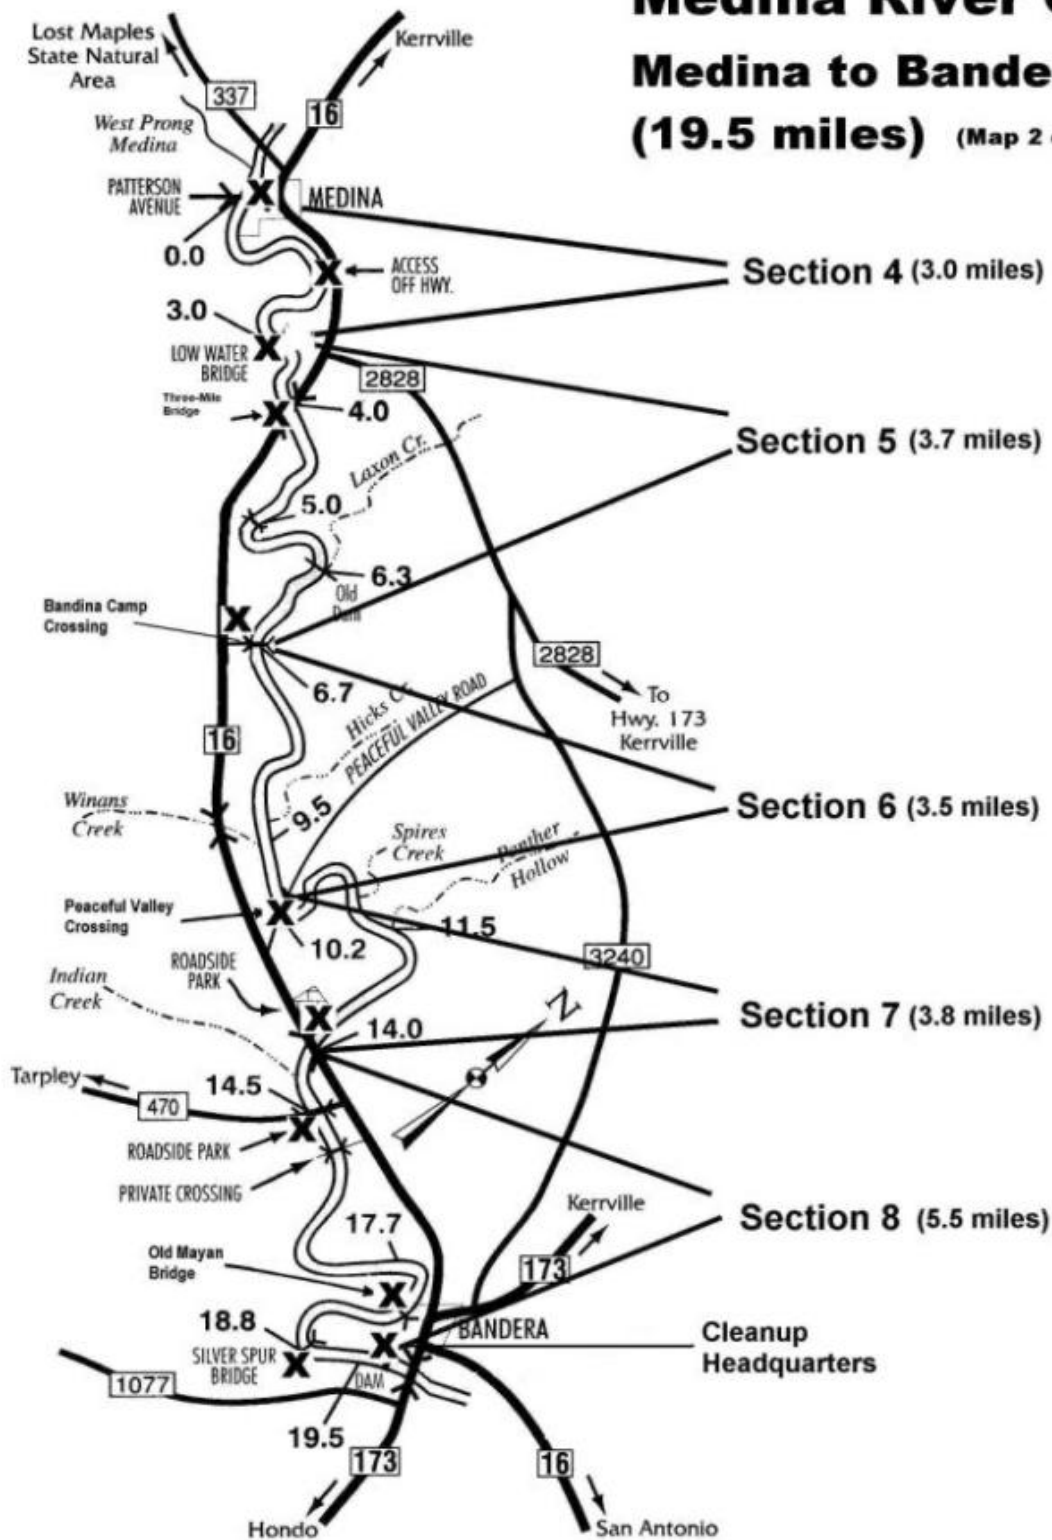 Medina River
Medina to Bande
(19.5 miles) (Map 2
Lost Maples
State Natural
Area
Kerrville
337
16
West Prong
Medina
PATTERSON
AVENUE
MEDINA
0.0
ACCESS
OFF HWY.
Section 4 (3.0 miles)
3.0
LOW WATER
BRIDGE
2828
Three-Mile
Bridge
4.0
Section 5 (3.7 miles)
Laxon Cr.
5.0
6.3
Old
Dam
Bandina Camp
Crossing
2828
6.7
To
Hwy. 173
Kerrville
Hicks Cr.
PEACEFUL VALLEY ROAD
16
Winans
Creek
9.5
Section 6 (3.5 miles)
Spires
Creek
Panther
Hollow
Peaceful Valley
Crossing
11.5
10.2
3240
ROADSIDE
PARK
Indian
Creek
N
Section 7 (3.8 miles)
14.0
Tarpley
14.5
470
ROADSIDE PARK
PRIVATE CROSSING
Kerrville
Section 8 (5.5 miles)
17.7
Old Mayan
Bridge
173
18.8
BANDERA
Cleanup
Headquarters
SILVER SPUR
BRIDGE
DAM
1077
19.5
173
16
Hondo
San Antonio